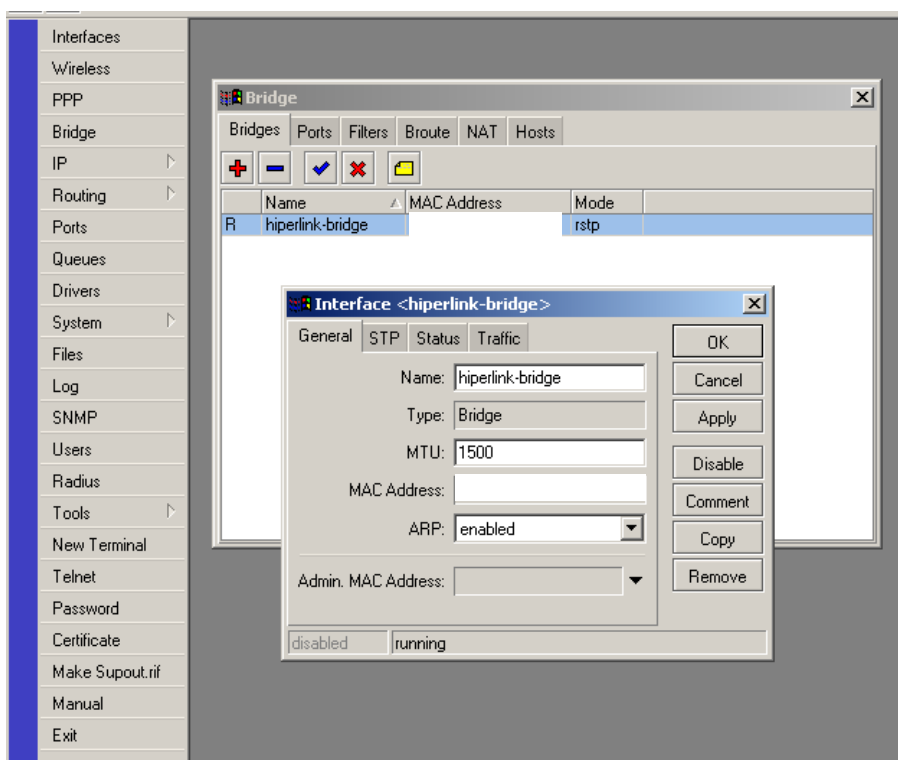 Interfaces
Wireless
PPP
Bridge
IP
Routing
Ports
Queues
Drivers
System
Files
Log
SNMP
Users
Radius
Tools
New Terminal
Telnet
Password
Certificate
Make Supout.rif
Manual
Exit
Bridge
Bridges Ports Filters Broute NAT Hosts
Name MAC Address Mode
R hiperlink-bridge rstp
Interface <hiperlink-bridge>
General STP Status Traffic
Name: hiperlink-bridge
Type: Bridge
MTU: 1500
MAC Address:
ARP: enabled
Admin. MAC Address:
disabled running
OK
Cancel
Apply
Disable
Comment
Copy
Remove